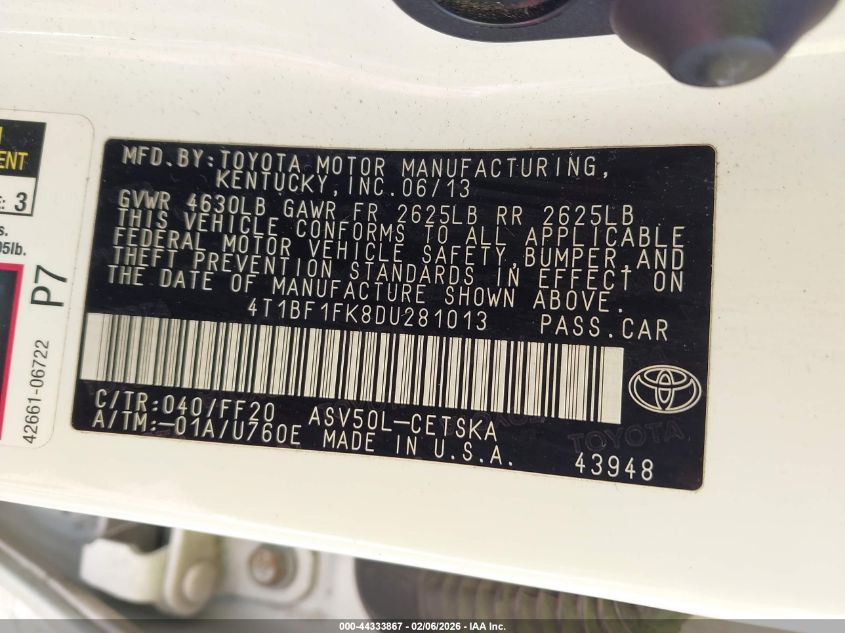 MFD.BY:TOYOTA MOTOR MANUFACTURING,
KENTUCKY,INC.06/13
GVWR 4630LB GAWR FR 2625LB RR 2625LB
THIS VEHICLE CONFORMS TO ALL APPLICABLE
FEDERAL MOTOR VEHICLE SAFETY,BUMPER,AND
THEFT PREVENTION STANDARDS IN EFFECT ON
THE DATE OF MANUFACTURE SHOWN ABOVE.
4T1BF1FK8DU281013 PASS.CAR
C/TR:040/FF20 ASV50L-CETSKA
A/TM:-01A/U760E MADE IN U.S.A.
43948
TOYOTA
3
P7
42661-06722
000-44333867 - 02/06/2026 - IAA Inc.